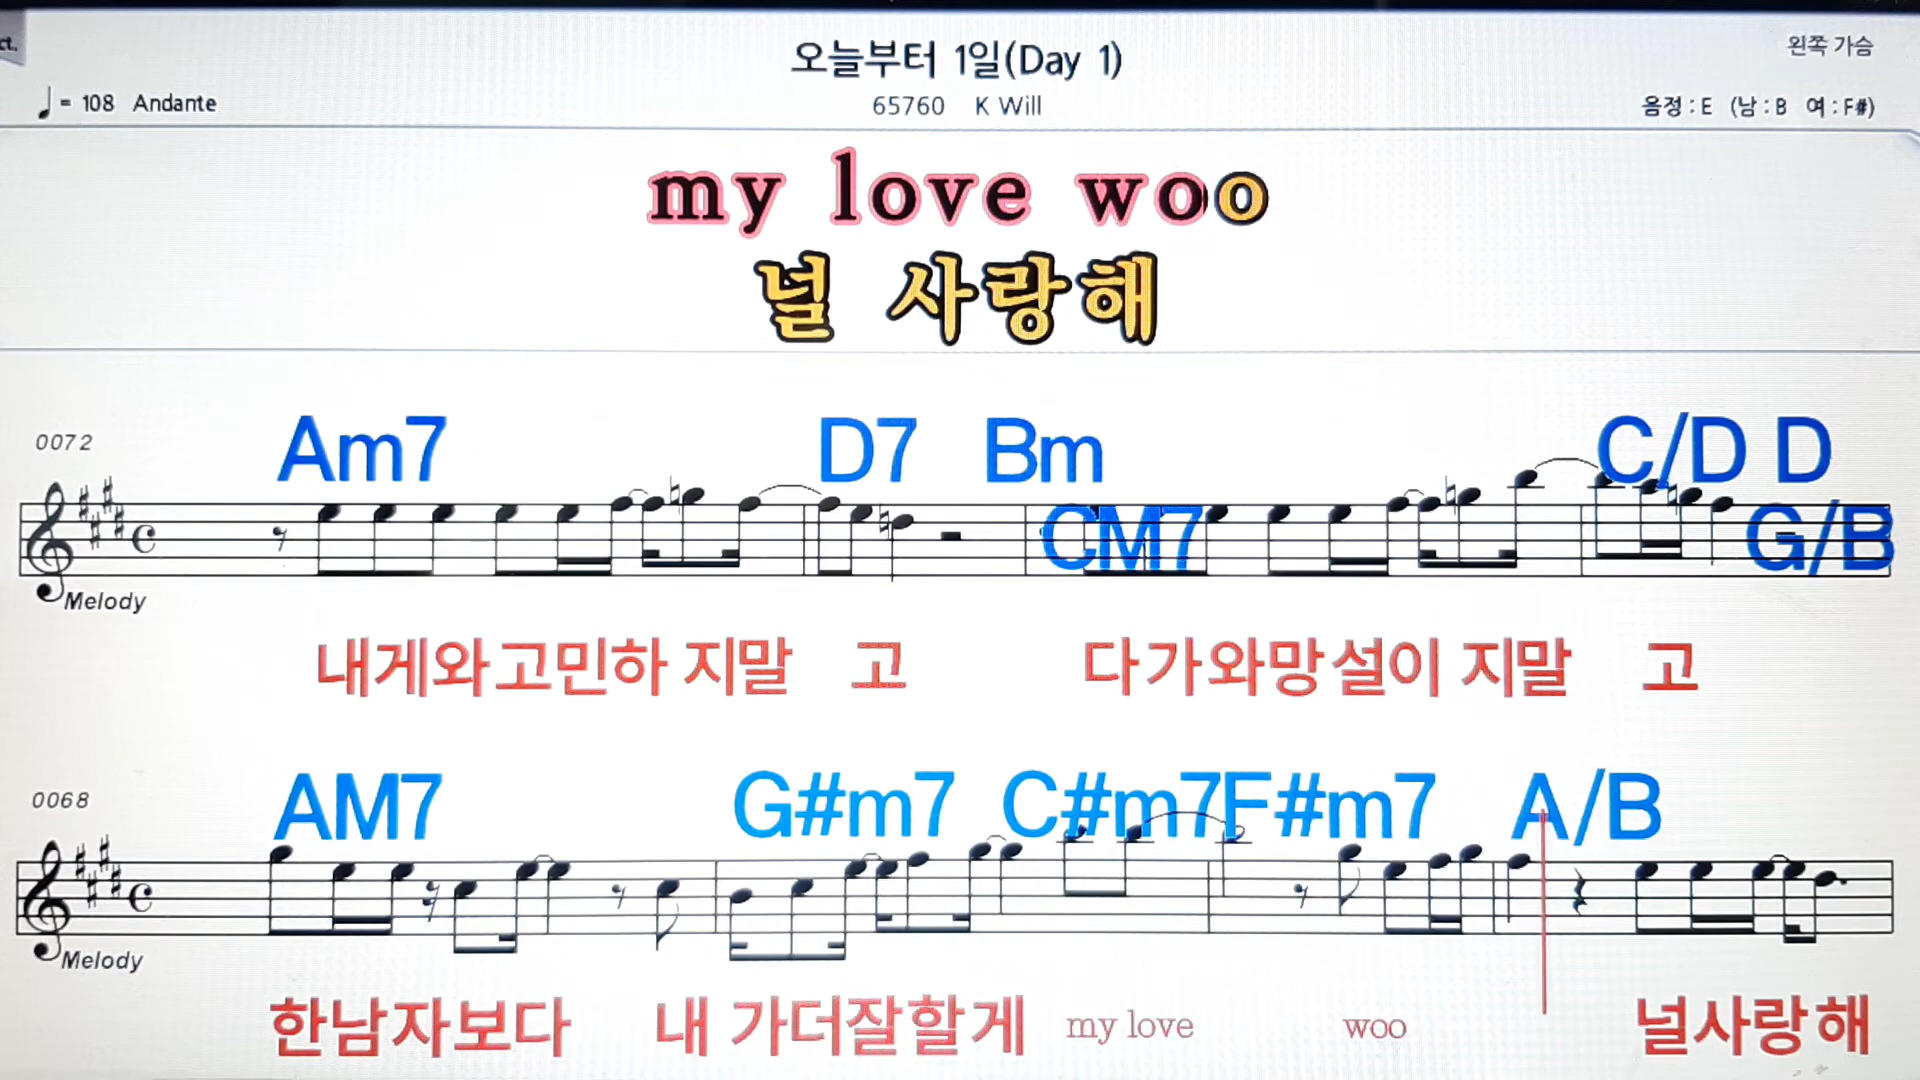 ct.
오늘부터 1일(Day 1)
왼쪽 가슴
♩ = 108 Andante
65760 K Will
음정 : E (남 : B 여 : F#)
my love woo
널 사랑해
0072
Am7 D7 Bm C/D D
CM7 G/B
Melody
내게와고민하 지말 고 다가와망설이 지말 고
0068
AM7 G#m7 C#m7 F#m7 A/B
Melody
한남자보다 내 가더잘할게 my love woo 널사랑해